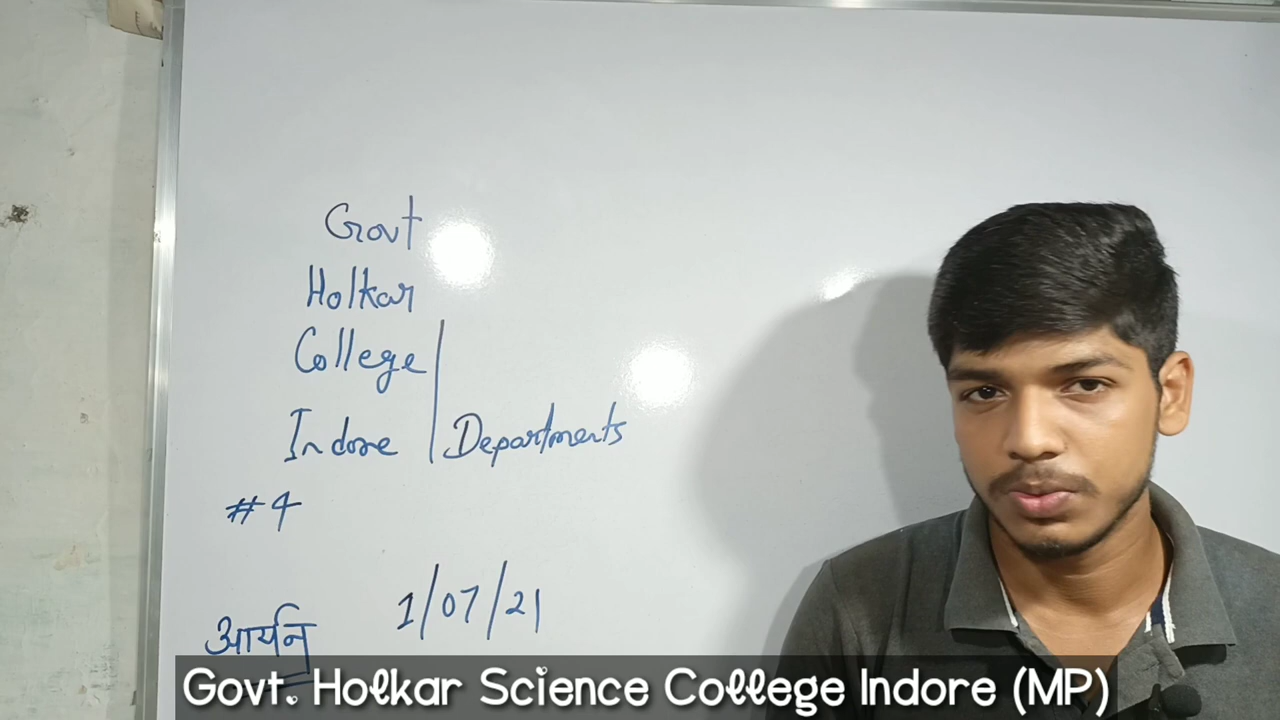 Govt
Holkar
College
Indore | Departments
#4
आर्यन
1/07/21
Govt. Holkar Science College Indore (MP)